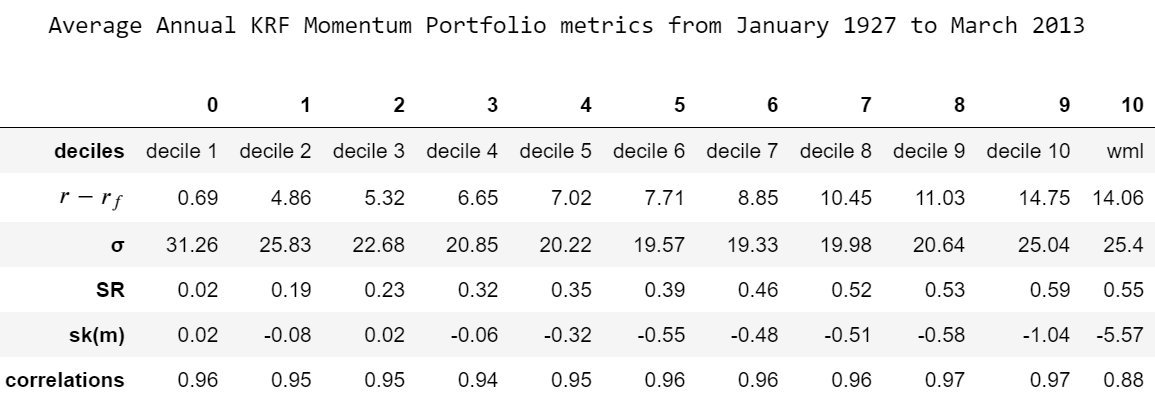 Average Annual KRF Momentum Portfolio metrics from January 1927 to March 2013
0 1 2 3 4 5 6 7 8 9 10
deciles decile 1 decile 2 decile 3 decile 4 decile 5 decile 6 decile 7 decile 8 decile 9 decile 10 wml
r − r_f 0.69 4.86 5.32 6.65 7.02 7.71 8.85 10.45 11.03 14.75 14.06
σ 31.26 25.83 22.68 20.85 20.22 19.57 19.33 19.98 20.64 25.04 25.4
SR 0.02 0.19 0.23 0.32 0.35 0.39 0.46 0.52 0.53 0.59 0.55
sk(m) 0.02 -0.08 0.02 -0.06 -0.32 -0.55 -0.48 -0.51 -0.58 -1.04 -5.57
correlations 0.96 0.95 0.95 0.94 0.95 0.96 0.96 0.96 0.97 0.97 0.88